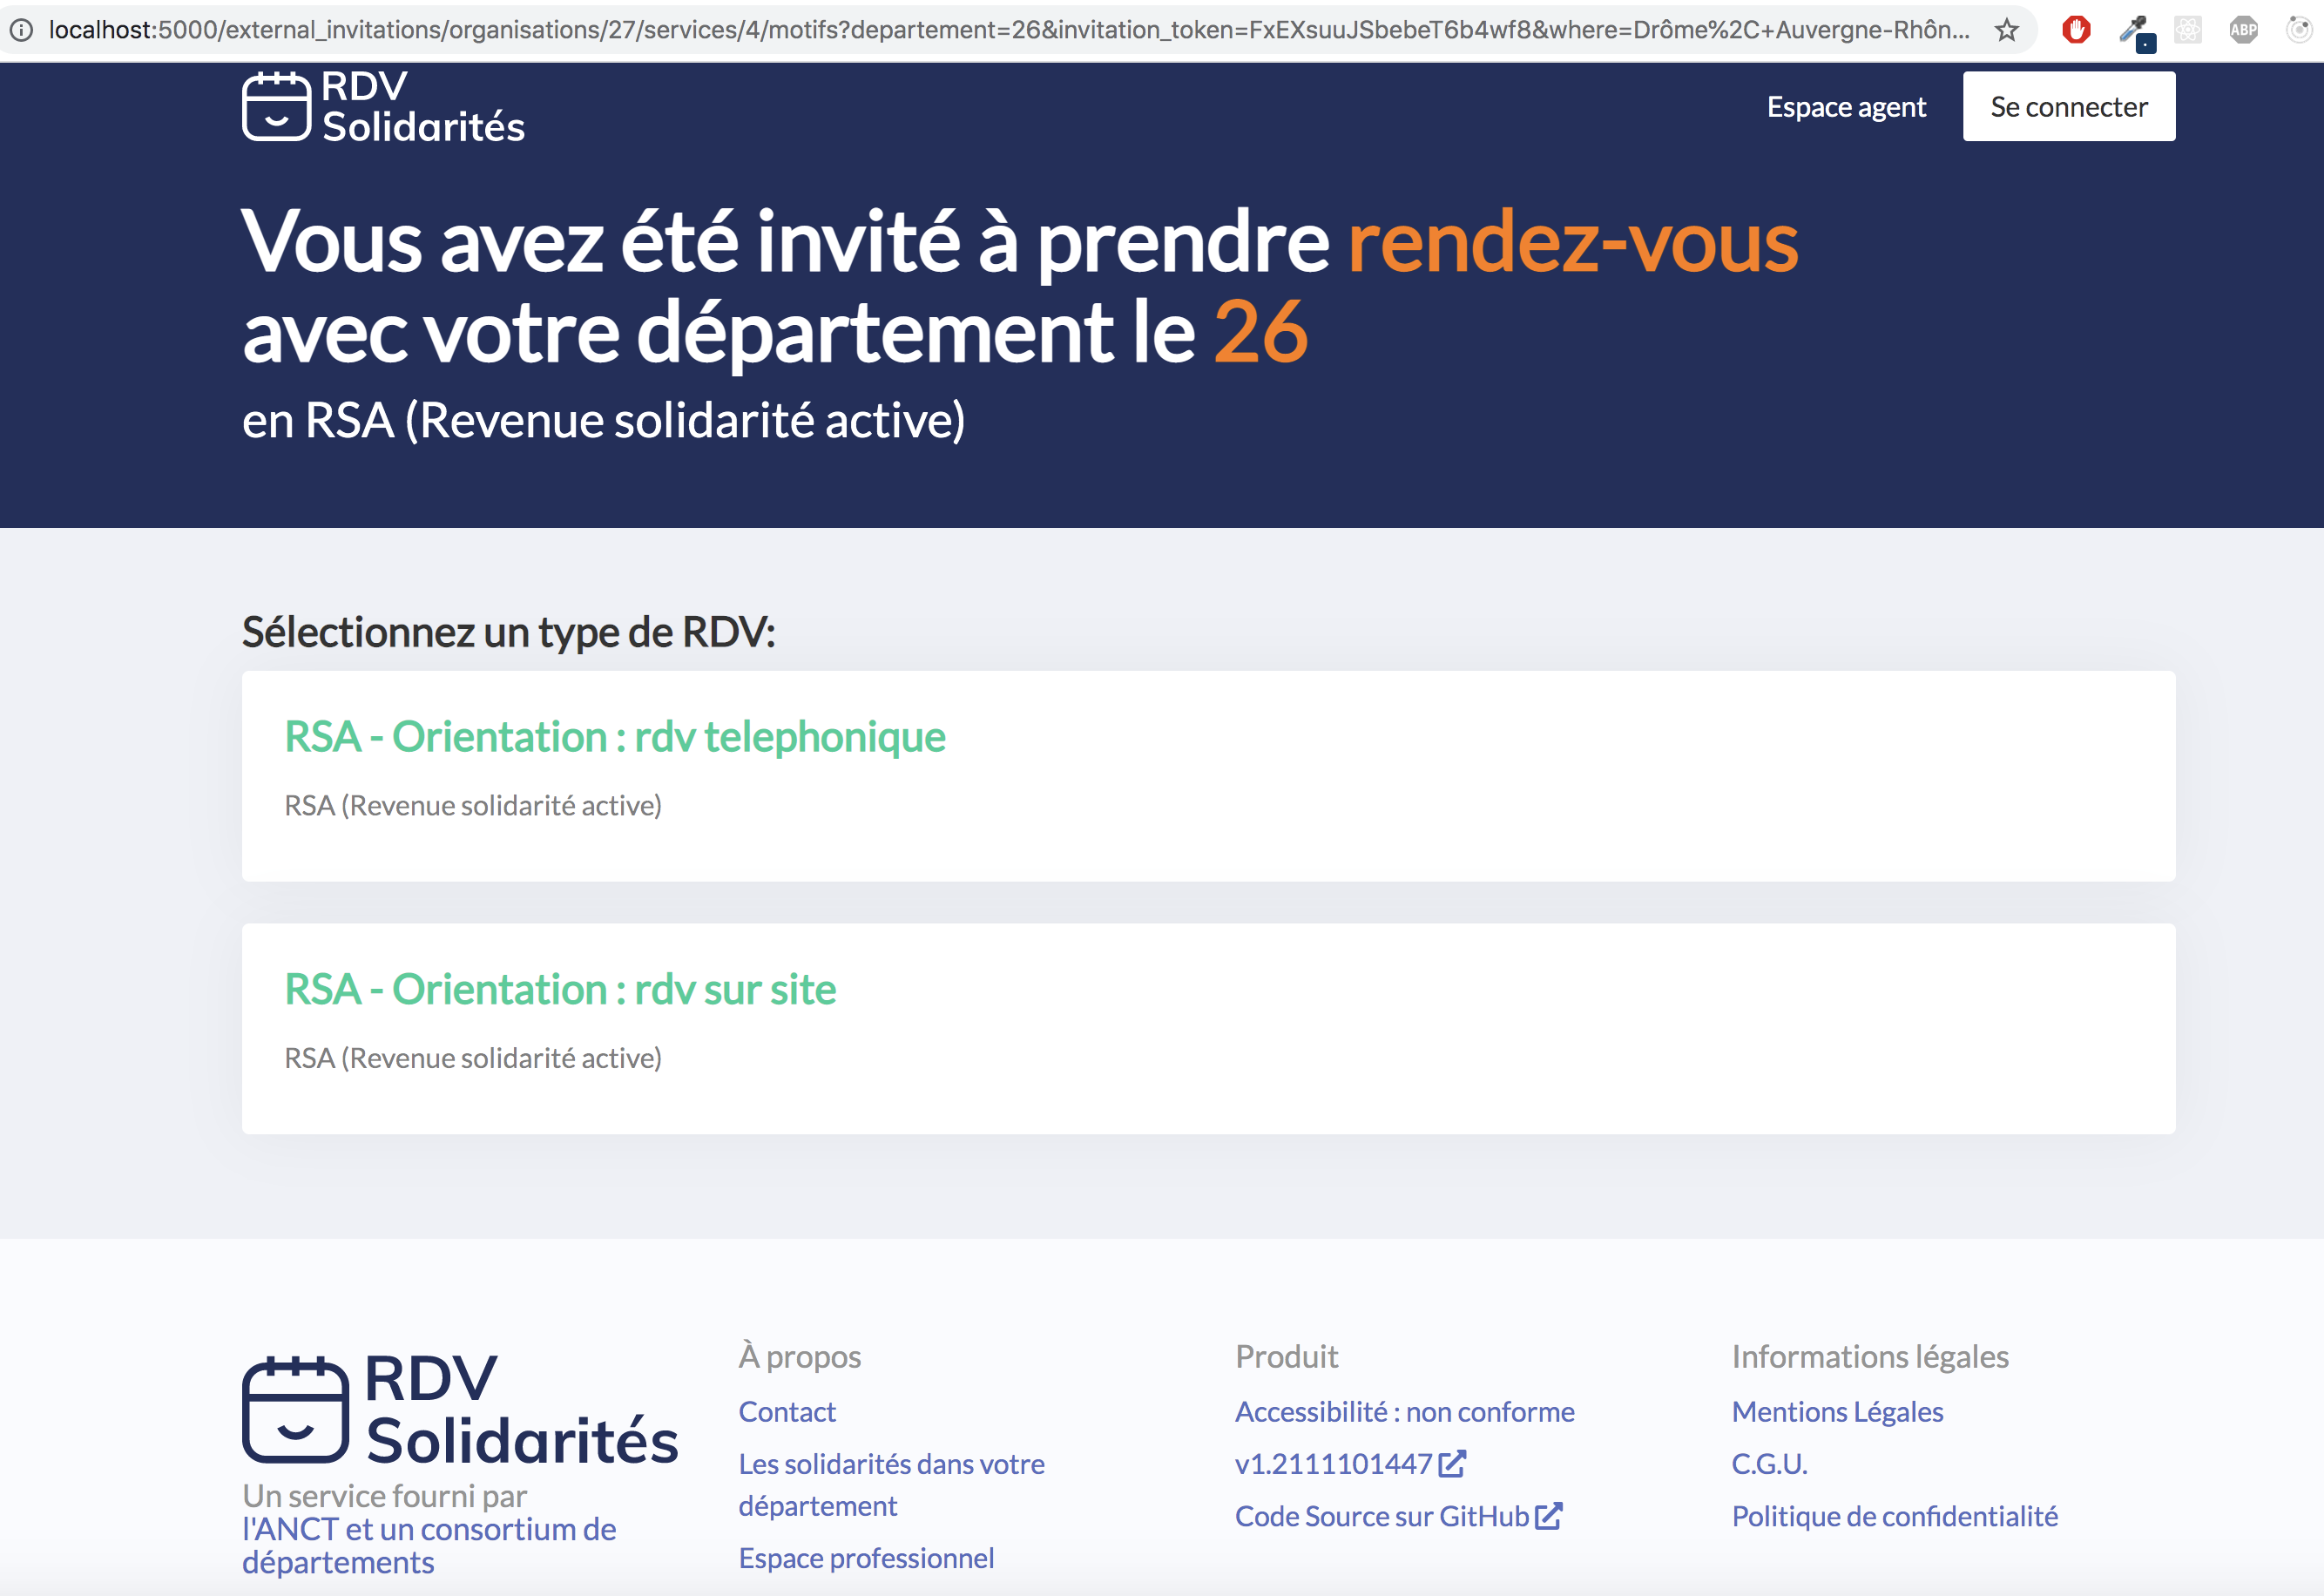 localhost:5000/external_invitations/organisations/27/services/4/motifs?departement=26&invitation_token=FxEXsuuJSbebeT6b4wf8&where=Drôme%2C+Auvergne-Rhôn...
ABP
RDV
Solidarités
Espace agent
Se connecter
Vous avez été invité à prendre rendez-vous
avec votre département le 26
en RSA (Revenue solidarité active)
Sélectionnez un type de RDV:
RSA - Orientation : rdv telephonique
RSA (Revenue solidarité active)
RSA - Orientation : rdv sur site
RSA (Revenue solidarité active)
RDV
Solidarités
Un service fourni par
l'ANCT et un consortium de
départements
À propos
Contact
Les solidarités dans votre
département
Espace professionnel
Produit
Accessibilité : non conforme
v1.2111101447
Code Source sur GitHub
Informations légales
Mentions Légales
C.G.U.
Politique de confidentialité